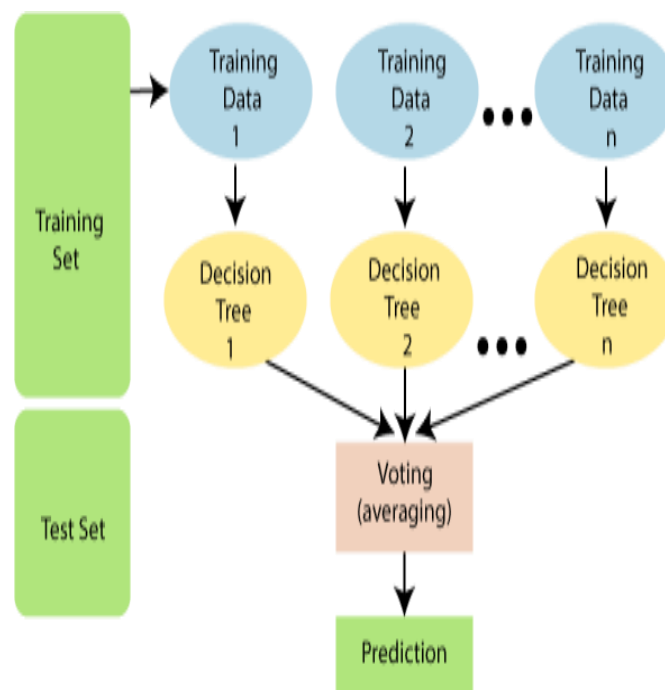 Training
Set
Test Set
Training
Data
1
Training
Data
2
Training
Data
n
Decision
Tree
1
Decision
Tree
2
Decision
Tree
n
Voting
(averaging)
Prediction